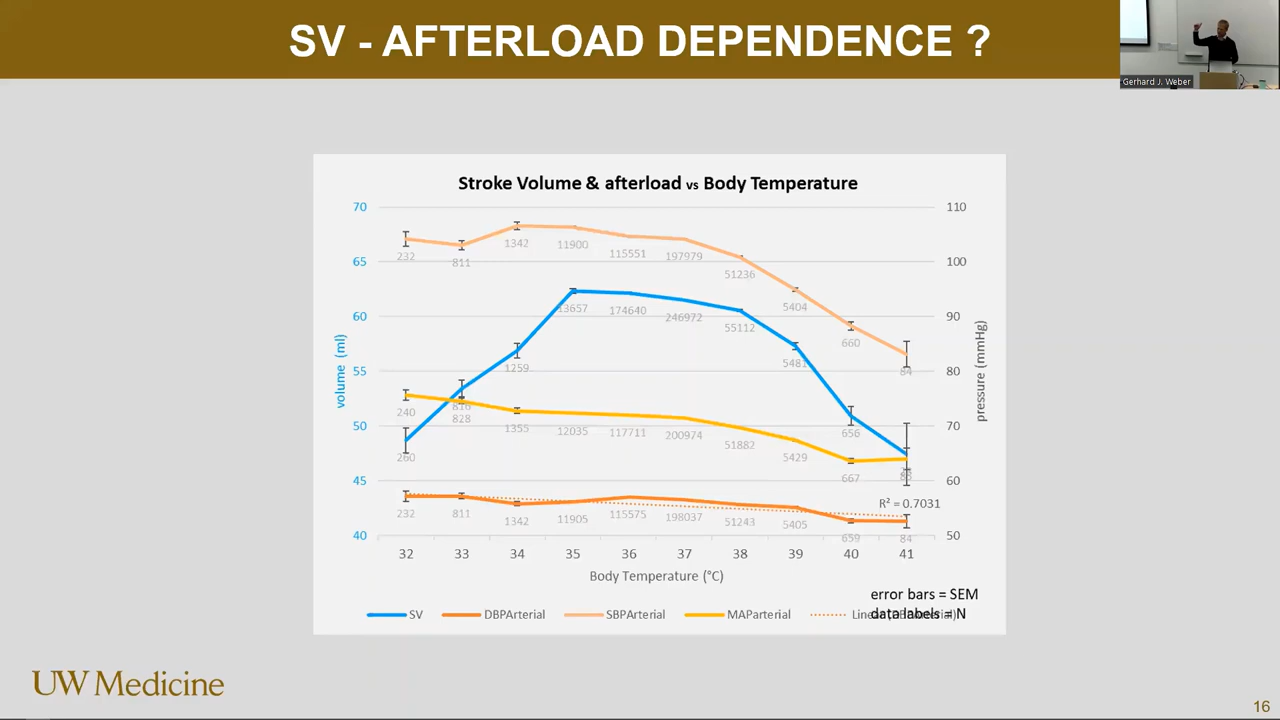 SV - AFTERLOAD DEPENDENCE ?
Gerhard J. Weber
Stroke Volume & afterload vs Body Temperature
70
65
60
55
50
45
40
volume (ml)
110
100
90
80
70
60
50
pressure (mmHg)
232 811 1342 11900 115551 197979 51236 5404 660 84
260 816 1259 13657 174640 246972 55112 5481 656
240 828 1355 12035 117711 200974 51882 5429 667
R² = 0.7031
232 811 1342 11905 115575 198037 51243 5405 659 84
32 33 34 35 36 37 38 39 40 41
Body Temperature (°C)
error bars = SEM
data labels = N
SV DBPArterial SBPArterial MAParterial
UW Medicine
16